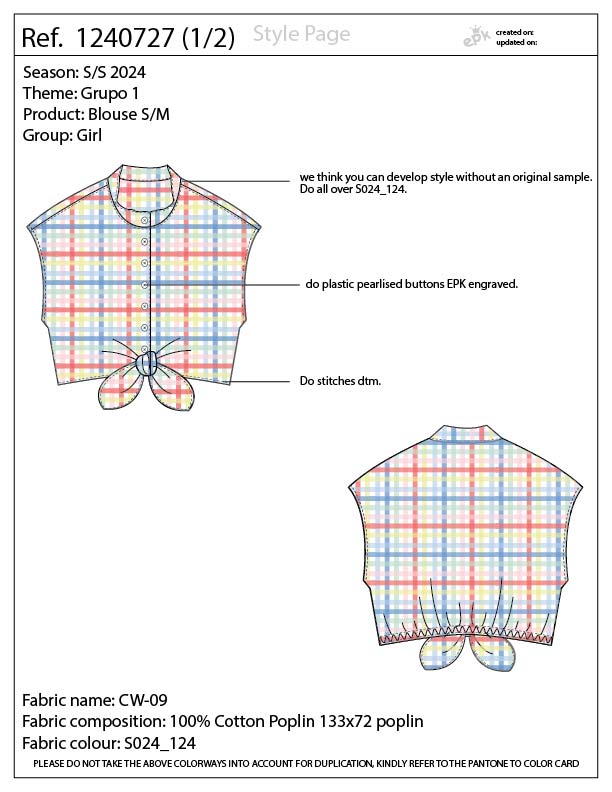 Ref. 1240727 (1/2)
Style Page
epk
created on:
updated on:
Season: S/S 2024
Theme: Grupo 1
Product: Blouse S/M
Group: Girl
we think you can develop style without an original sample.
Do all over S024_124.
do plastic pearlised buttons EPK engraved.
Do stitches dtm.
Fabric name: CW-09
Fabric composition: 100% Cotton Poplin 133x72 poplin
Fabric colour: S024_124
PLEASE DO NOT TAKE THE ABOVE COLORWAYS INTO ACCOUNT FOR DUPLICATION, KINDLY REFER TO THE PANTONE TO COLOR CARD